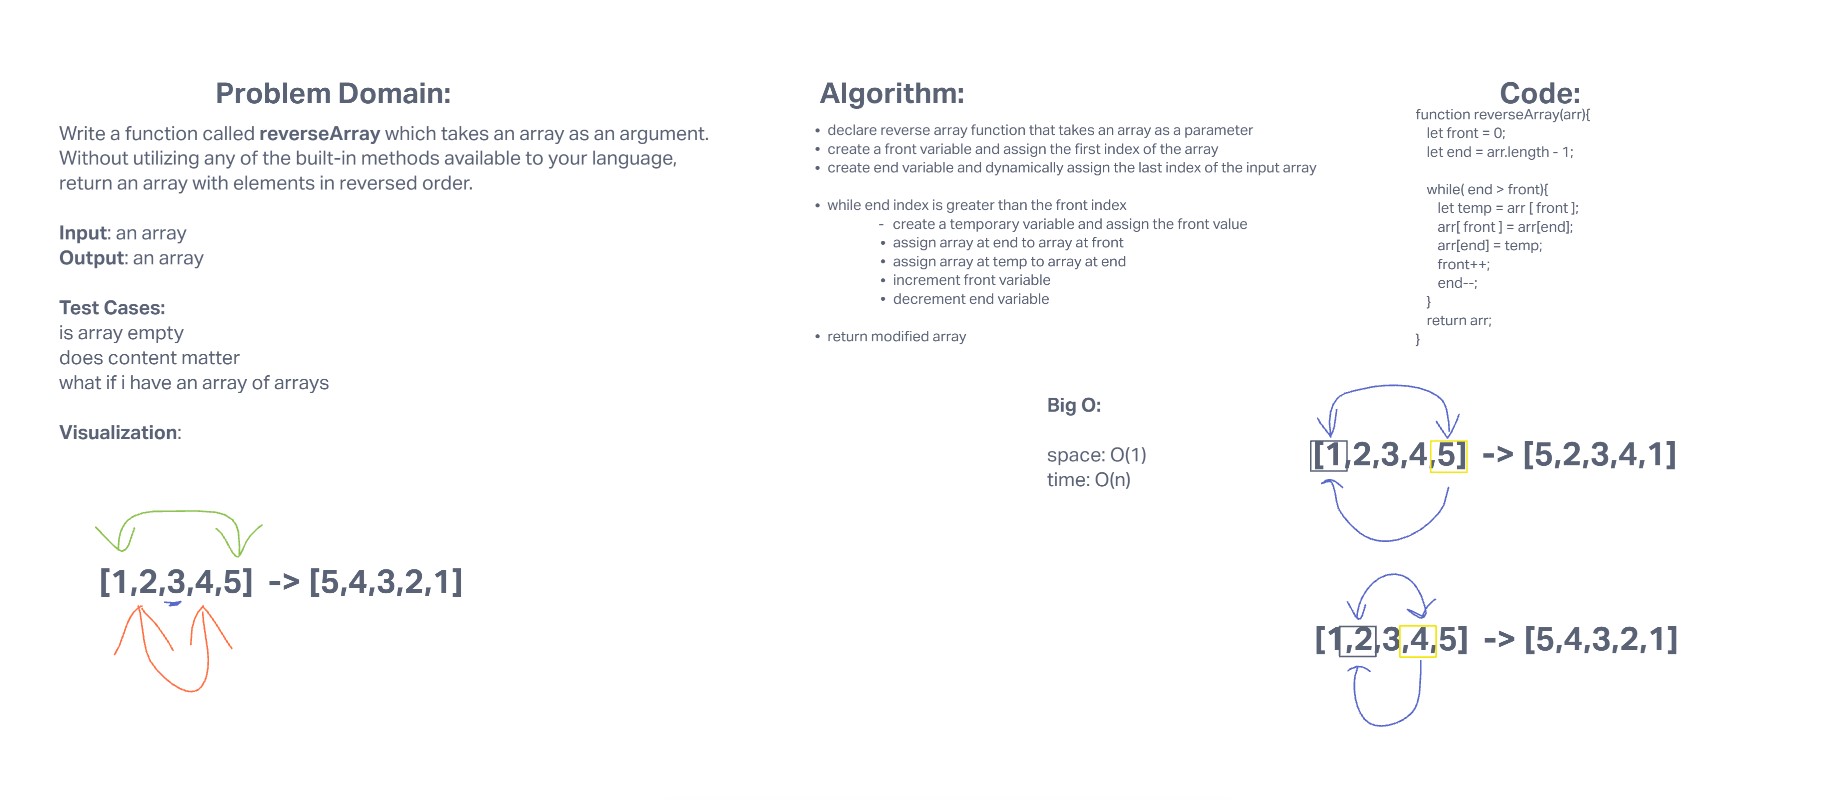 Problem Domain:
Write a function called reverseArray which takes an array as an argument.
Without utilizing any of the built-in methods available to your language,
return an array with elements in reversed order.
Input: an array
Output: an array
Test Cases:
is array empty
does content matter
what if i have an array of arrays
Visualization:
[1,2,3,4,5] -> [5,4,3,2,1]
Algorithm:
• declare reverse array function that takes an array as a parameter
• create a front variable and assign the first index of the array
• create end variable and dynamically assign the last index of the input array
• while end index is greater than the front index
- create a temporary variable and assign the front value
• assign array at end to array at front
• assign array at temp to array at end
• increment front variable
• decrement end variable
• return modified array
Big O:
space: O(1)
time: O(n)
Code:
function reverseArray(arr){
let front = 0;
let end = arr.length - 1;
while( end > front){
let temp = arr [ front ];
arr[ front ] = arr[end];
arr[end] = temp;
front++;
end--;
}
return arr;
}
[1,2,3,4,5] -> [5,2,3,4,1]
[1,2,3,4,5] -> [5,4,3,2,1]